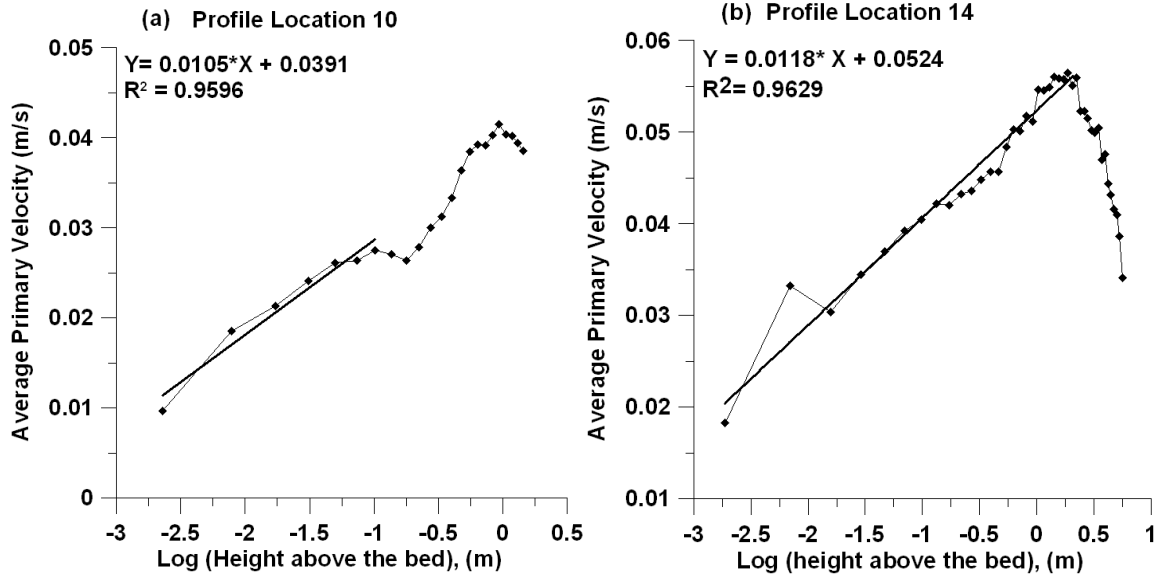 (a) Profile Location 10
Y= 0.0105*X + 0.0391
R² = 0.9596
Average Primary Velocity (m/s)
0.05
0.04
0.03
0.02
0.01
0
-3 -2.5 -2 -1.5 -1 -0.5 0 0.5
Log (Height above the bed), (m)
(b) Profile Location 14
Y = 0.0118* X + 0.0524
R2= 0.9629
Average Primary Velocity (m/s)
0.06
0.05
0.04
0.03
0.02
0.01
-3 -2.5 -2 -1.5 -1 -0.5 0 0.5 1
Log (height above the bed), (m)